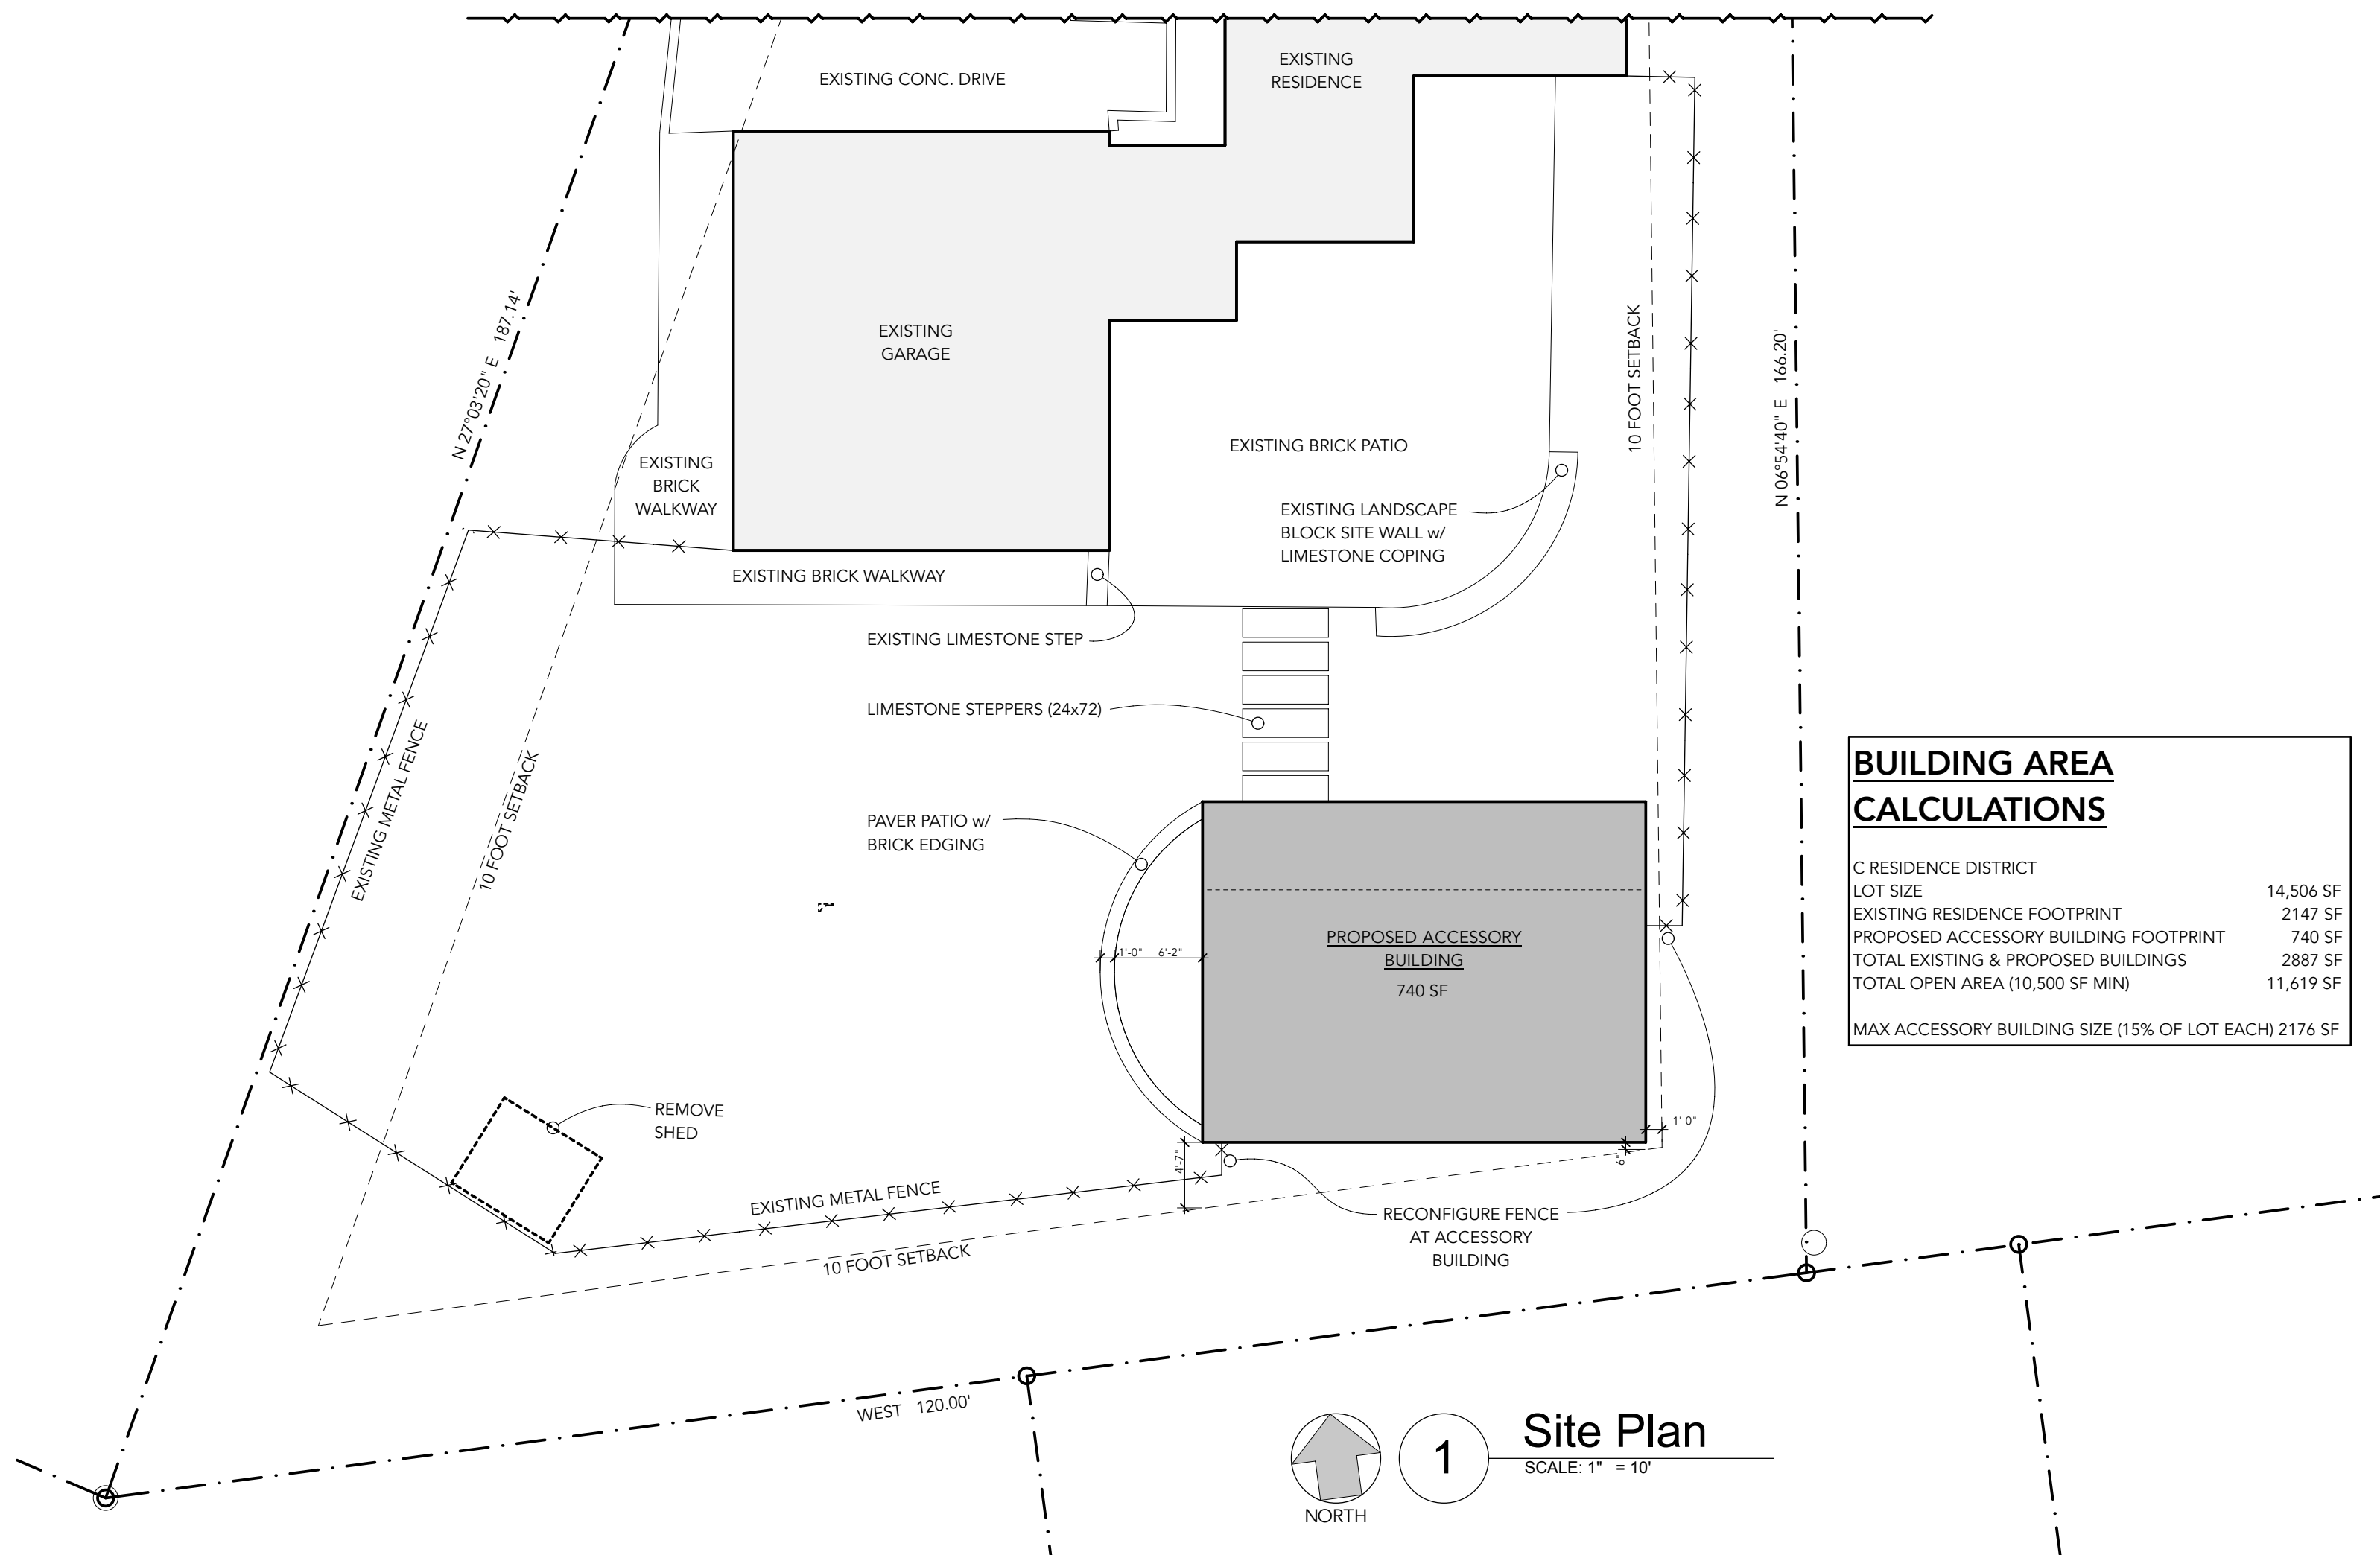 EXISTING CONC. DRIVE
EXISTING
RESIDENCE
N 27°03'20" E 187.14'
EXISTING
GARAGE
10 FOOT SETBACK
N 06°54'40" E 166.20'
EXISTING BRICK PATIO
EXISTING
BRICK
WALKWAY
EXISTING LANDSCAPE
BLOCK SITE WALL w/
LIMESTONE COPING
EXISTING BRICK WALKWAY
EXISTING LIMESTONE STEP
LIMESTONE STEPPERS (24x72)
EXISTING METAL FENCE
10 FOOT SETBACK
PAVER PATIO w/
BRICK EDGING
BUILDING AREA
CALCULATIONS
C RESIDENCE DISTRICT
LOT SIZE 14,506 SF
EXISTING RESIDENCE FOOTPRINT 2147 SF
PROPOSED ACCESSORY BUILDING FOOTPRINT 740 SF
TOTAL EXISTING & PROPOSED BUILDINGS 2887 SF
TOTAL OPEN AREA (10,500 SF MIN) 11,619 SF
MAX ACCESSORY BUILDING SIZE (15% OF LOT EACH) 2176 SF
PROPOSED ACCESSORY
BUILDING
740 SF
1'-0" 6'-2"
REMOVE
SHED
1'-0"
4'-7"
6"
EXISTING METAL FENCE
10 FOOT SETBACK
RECONFIGURE FENCE
AT ACCESSORY
BUILDING
WEST 120.00'
NORTH
1
Site Plan
SCALE: 1" = 10'